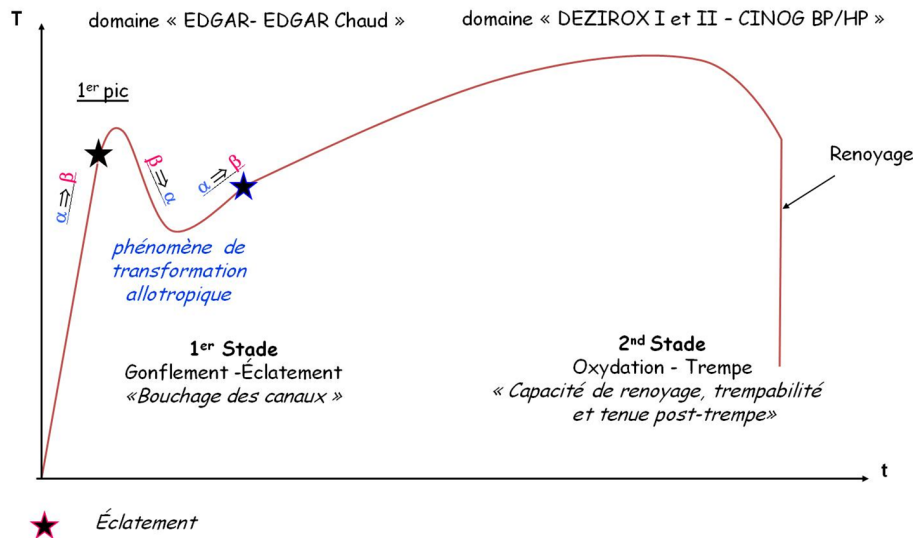 T
domaine « EDGAR- EDGAR Chaud »
domaine « DEZIROX I et II – CINOG BP/HP »
1er pic
α ⇒ β
β ⇒ α
α ⇒ β
Renoyage
phénomène de
transformation
allotropique
1er Stade
Gonflement -Éclatement
«Bouchage des canaux »
2nd Stade
Oxydation - Trempe
« Capacité de renoyage, trempabilité
et tenue post-trempe»
t
Éclatement